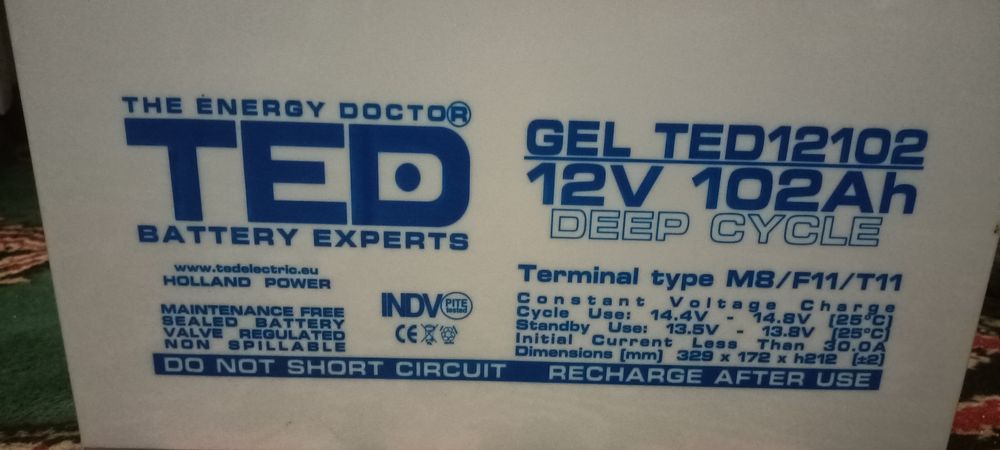 THE ENERGY DOCTOR
TED
BATTERY EXPERTS
www.tedelectric.eu
HOLLAND POWER
MAINTENANCE FREE
SEALED BATTERY
VALVE REGULATED
NON SPILLABLE
INDV PITE tested
CE
GEL TED12102
12V 102Ah
DEEP CYCLE
Terminal type M8/F11/T11
Constant Voltage Charge
Cycle Use: 14.4V - 14.8V (25°C)
Standby Use: 13.5V - 13.8V (25°C)
Initial Current Less Than 30.0A
Dimensions (mm) 329 x 172 x h212 (±2)
DO NOT SHORT CIRCUIT RECHARGE AFTER USE